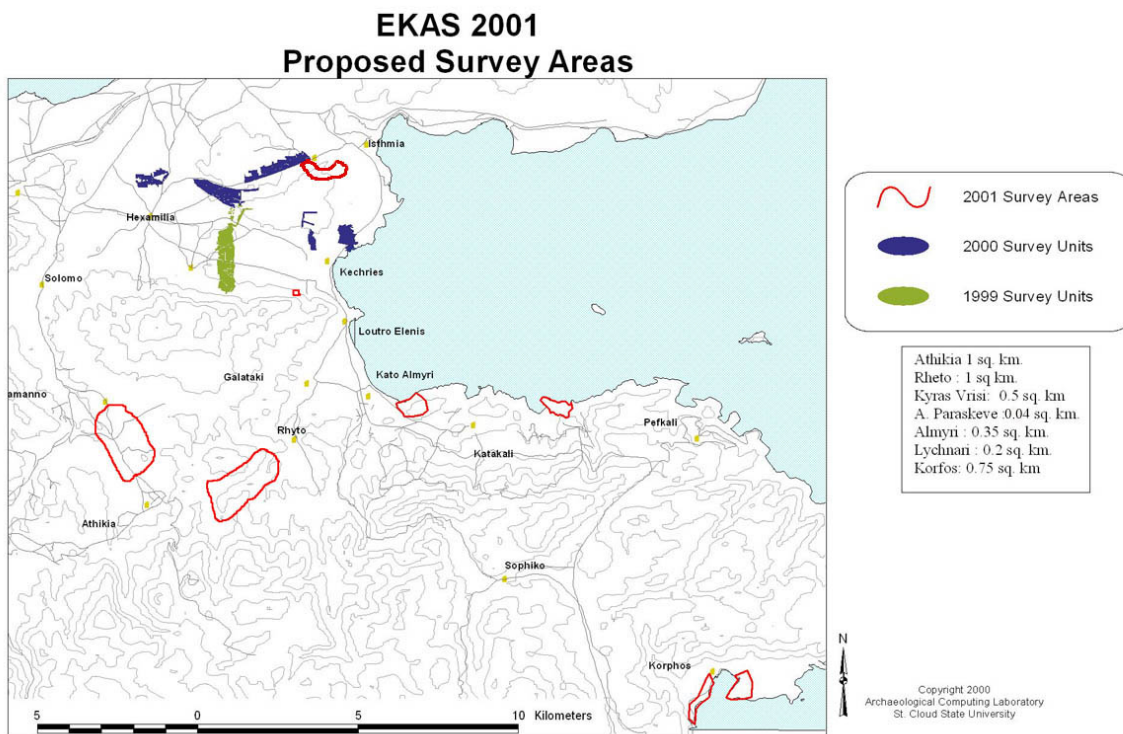 EKAS 2001
Proposed Survey Areas
Isthmia
Hexamilia
Kechries
Solomo
Loutro Elenis
Galataki
Kato Almyri
amanno
Rhyto
Pefkali
Katakali
Athikia
Sophiko
Korphos
5 0 5 10 Kilometers
2001 Survey Areas
2000 Survey Units
1999 Survey Units
Athikia 1 sq. km.
Rheto : 1 sq km.
Kyras Vrisi: 0.5 sq. km
A. Paraskeve :0.04 sq. km.
Almyri : 0.35 sq. km.
Lychnari : 0.2 sq. km.
Korfos: 0.75 sq. km
N
Copyright 2000
Archaeological Computing Laboratory
St. Cloud State University